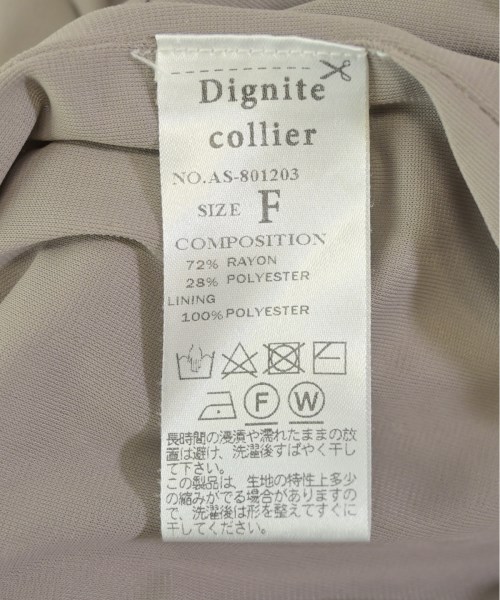 Dignite
collier
NO.AS-801203
SIZE F
COMPOSITION
72% RAYON
28% POLYESTER
LINING
100%POLYESTER
F W
長時間の浸漬や濡れたままの放
置は避け、洗濯後すばやく干し
て下さい。
この製品は、生地の特性上多少
の縮みがでる場合がありますの
で、洗濯後は形を整えてすぐに
干してください。